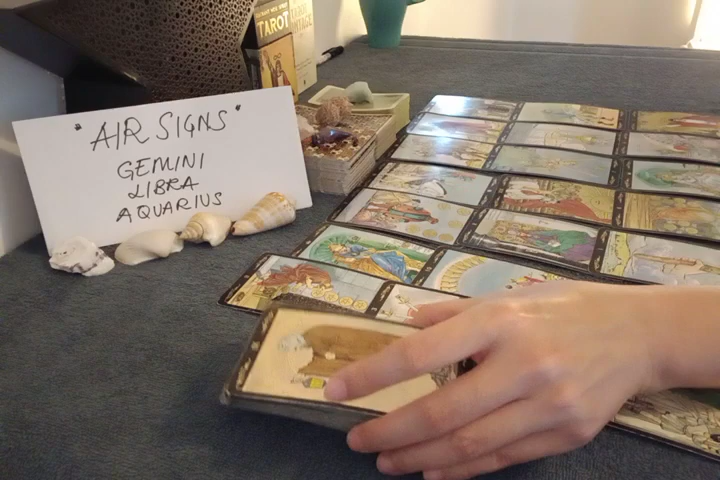 TAROT
"AIR SIGNS"
GEMINI
LIBRA
AQUARIUS